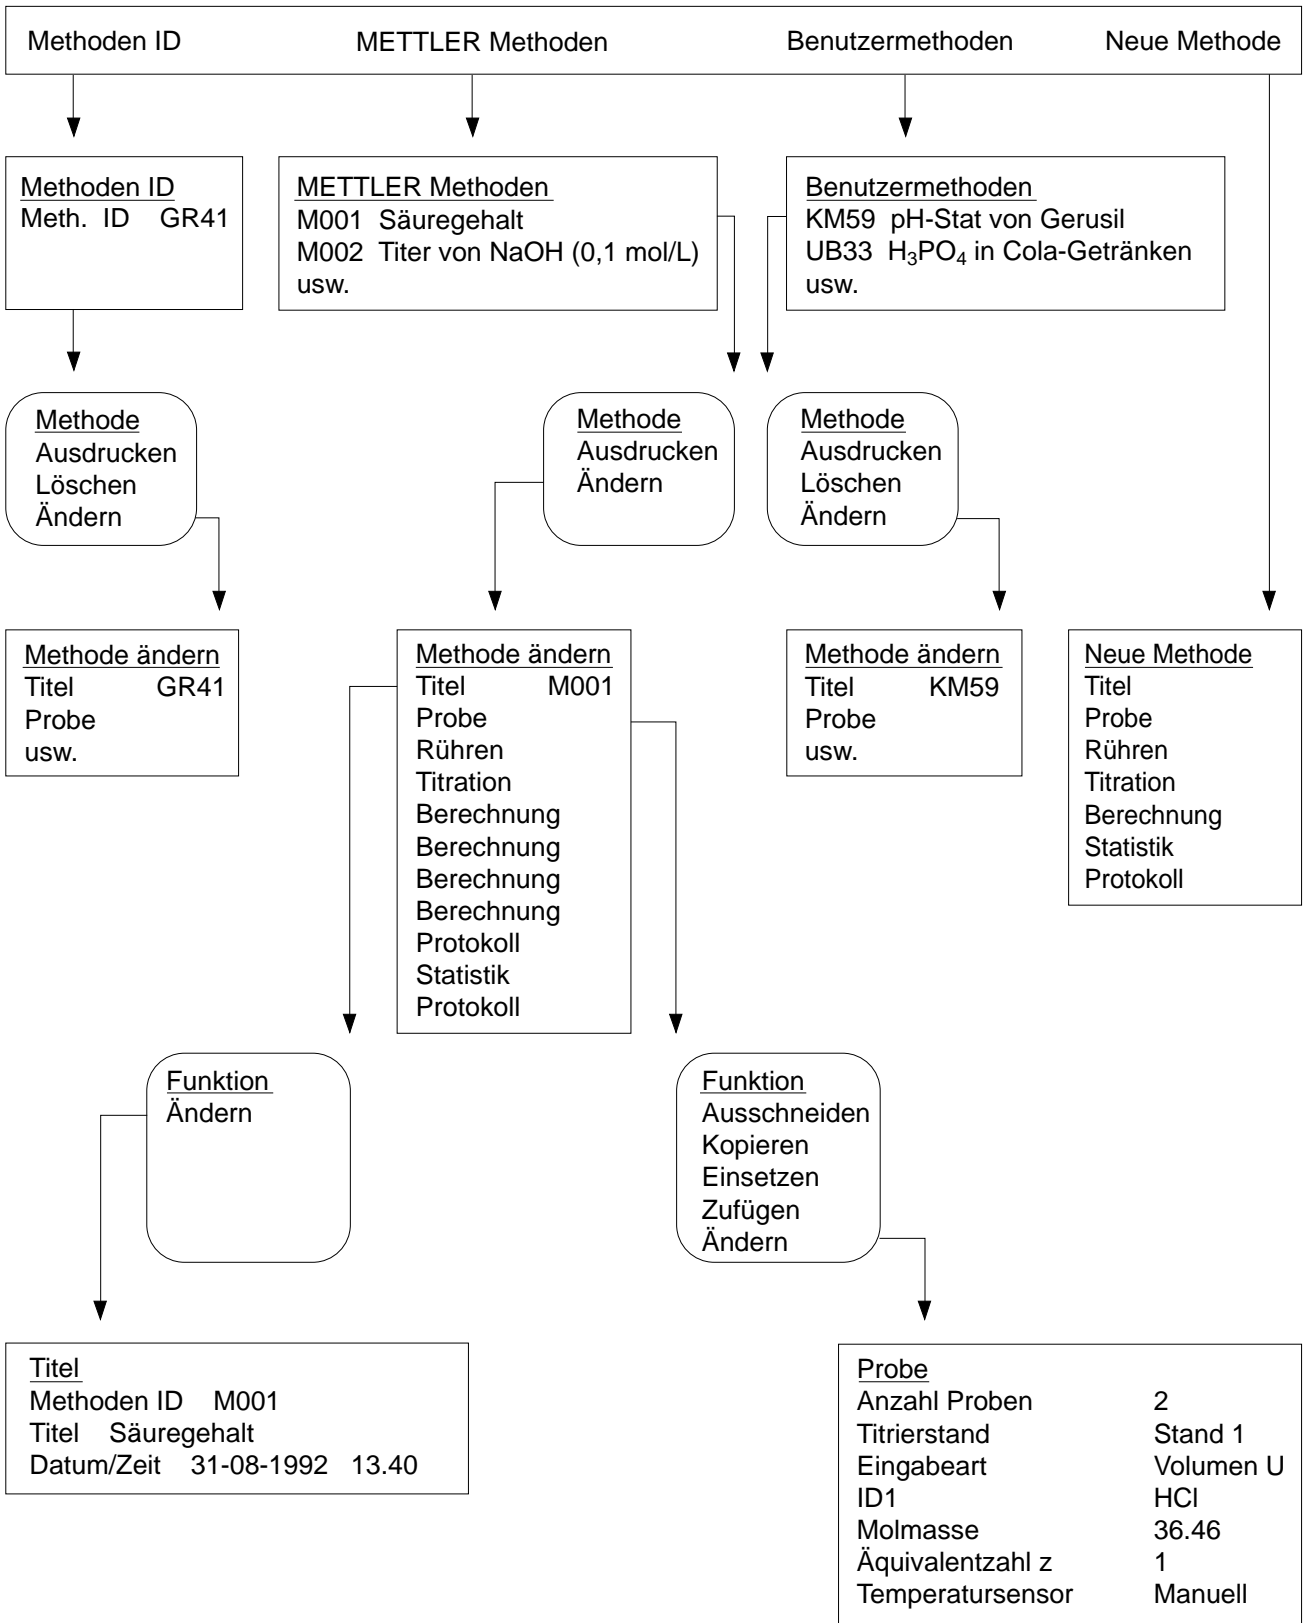 Methoden ID METTLER Methoden Benutzermethoden Neue Methode
Methoden ID
Meth. ID GR41
METTLER Methoden
M001 Säuregehalt
M002 Titer von NaOH (0,1 mol/L)
usw.
Benutzermethoden
KM59 pH-Stat von Gerusil
UB33 H₃PO₄ in Cola-Getränken
usw.
Methode
Ausdrucken
Löschen
Ändern
Methode
Ausdrucken
Ändern
Methode
Ausdrucken
Löschen
Ändern
Methode ändern
Titel GR41
Probe
usw.
Methode ändern
Titel M001
Probe
Rühren
Titration
Berechnung
Berechnung
Berechnung
Berechnung
Protokoll
Statistik
Protokoll
Methode ändern
Titel KM59
Probe
usw.
Neue Methode
Titel
Probe
Rühren
Titration
Berechnung
Statistik
Protokoll
Funktion
Ändern
Funktion
Ausschneiden
Kopieren
Einsetzen
Zufügen
Ändern
Titel
Methoden ID M001
Titel Säuregehalt
Datum/Zeit 31-08-1992 13.40
Probe
Anzahl Proben 2
Titrierstand Stand 1
Eingabeart Volumen U
ID1 HCl
Molmasse 36.46
Äquivalentzahl z 1
Temperatursensor Manuell